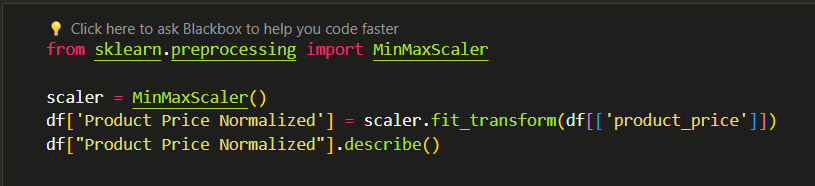 💡 Click here to ask Blackbox to help you code faster
from sklearn.preprocessing import MinMaxScaler
scaler = MinMaxScaler()
df['Product Price Normalized'] = scaler.fit_transform(df[['product_price']])
df["Product Price Normalized"].describe()